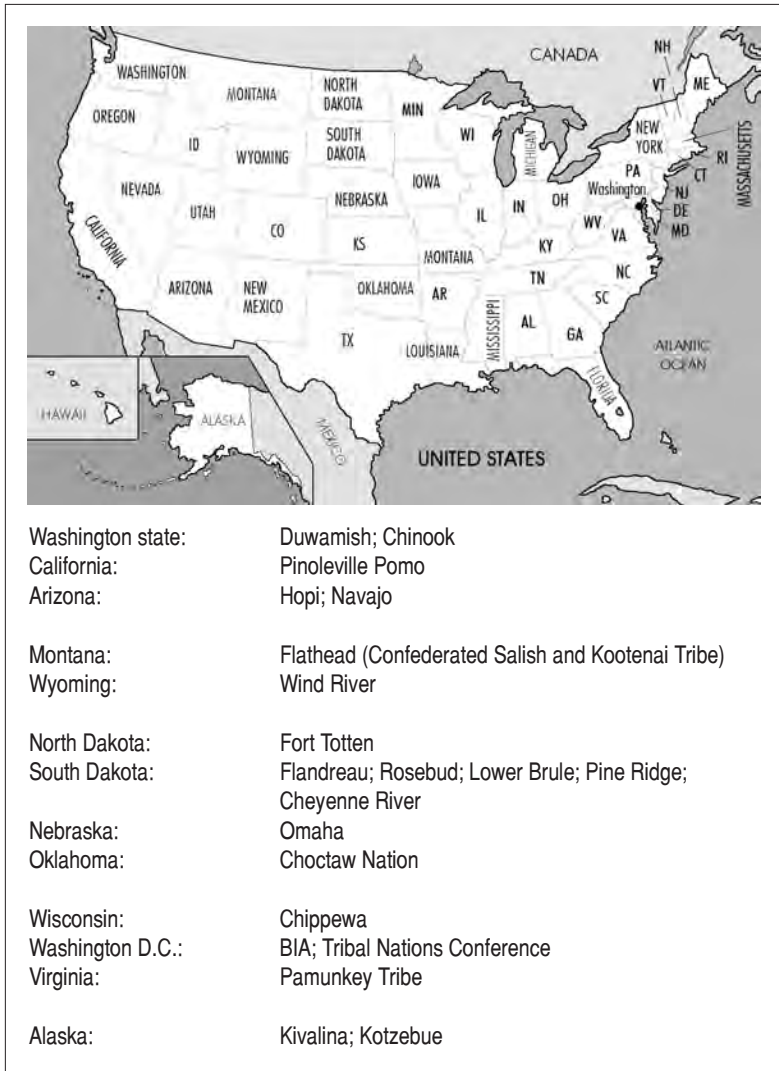 CANADA
NH
VT
ME
WASHINGTON
MONTANA
NORTH
DAKOTA
MIN
OREGON
ID
WYOMING
SOUTH
DAKOTA
WI
MICHIGAN
NEW
YORK
MASSACHUSETTS
RI
CT
NJ
DE
MD
PA
Washington
NEVADA
UTAH
CO
NEBRASKA
IOWA
IL
IN
OH
WV
VA
KS
MONTANA
KY
NC
CALIFORNIA
ARIZONA
NEW
MEXICO
OKLAHOMA
AR
TN
SC
TX
LOUISIANA
MISSISSIPPI
AL
GA
FLORIDA
ATLANTIC
OCEAN
HAWAII
ALASKA
MEXICO
UNITED STATES
Washington state: Duwamish; Chinook
California: Pinoleville Pomo
Arizona: Hopi; Navajo
Montana: Flathead (Confederated Salish and Kootenai Tribe)
Wyoming: Wind River
North Dakota: Fort Totten
South Dakota: Flandreau; Rosebud; Lower Brule; Pine Ridge;
Cheyenne River
Nebraska: Omaha
Oklahoma: Choctaw Nation
Wisconsin: Chippewa
Washington D.C.: BIA; Tribal Nations Conference
Virginia: Pamunkey Tribe
Alaska: Kivalina; Kotzebue